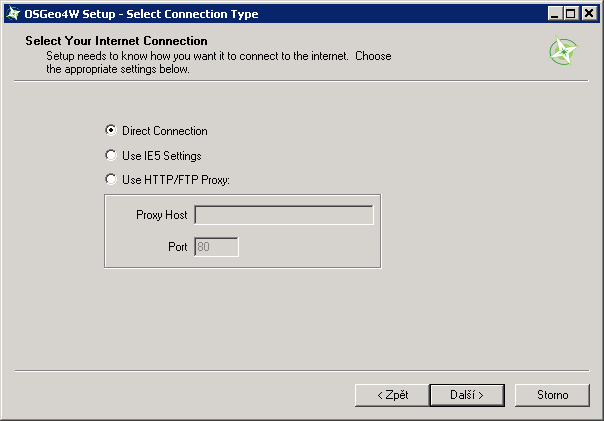 OSGeo4W Setup - Select Connection Type
Select Your Internet Connection
Setup needs to know how you want it to connect to the internet. Choose
the appropriate settings below.
Direct Connection
Use IE5 Settings
Use HTTP/FTP Proxy:
Proxy Host
Port 80
< Zpět
Další >
Storno